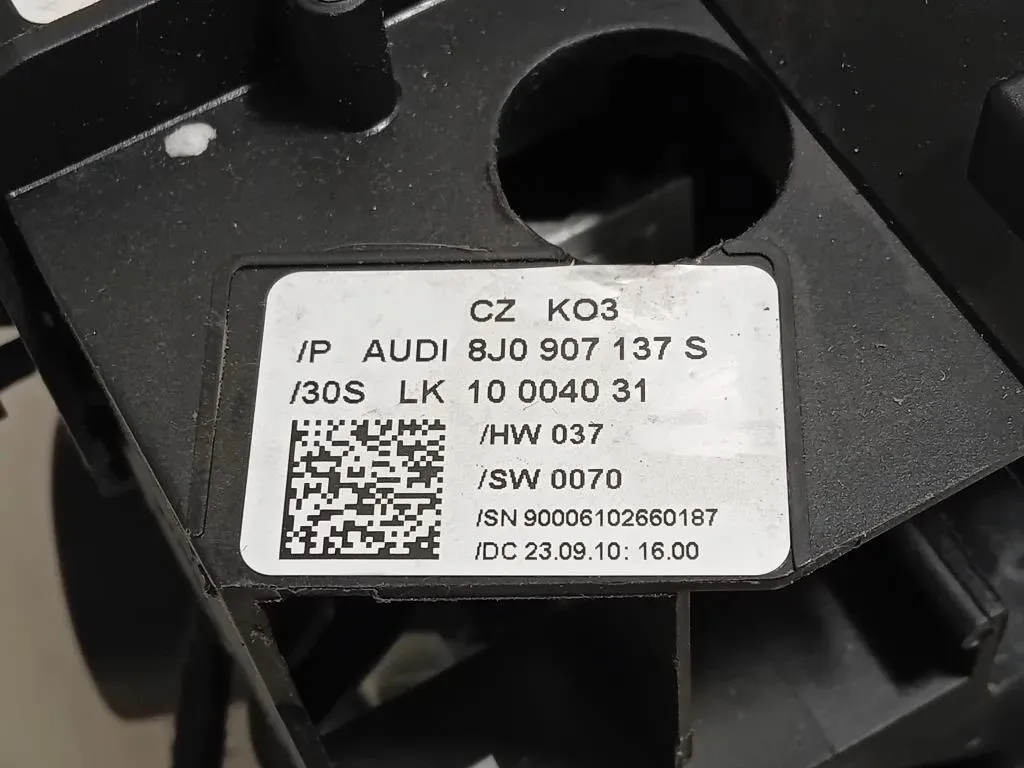 CZ KO3
/P AUDI 8J0 907 137 S
/30S LK 10 0040 31
/HW 037
/SW 0070
/SN 90006102660187
/DC 23.09.10: 16.00